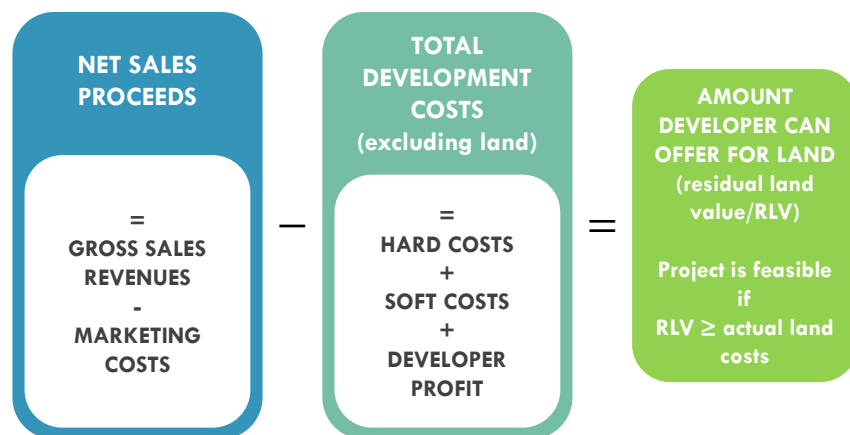 NET SALES
PROCEEDS
=
GROSS SALES
REVENUES
-
MARKETING
COSTS
–
TOTAL
DEVELOPMENT
COSTS
(excluding land)
=
HARD COSTS
+
SOFT COSTS
+
DEVELOPER
PROFIT
=
AMOUNT
DEVELOPER CAN
OFFER FOR LAND
(residual land
value/RLV)
Project is feasible
if
RLV ≥ actual land
costs